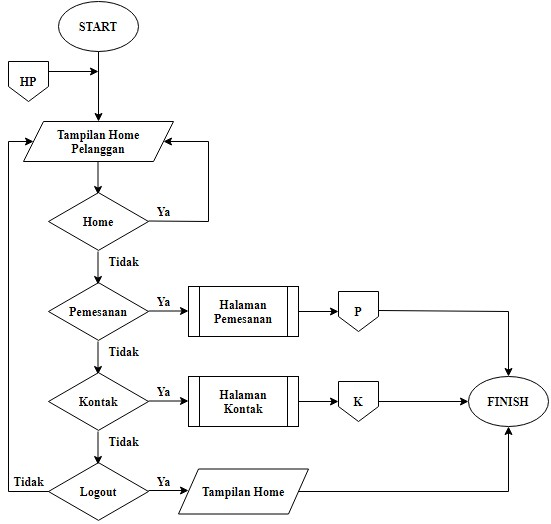 START
HP
Tampilan Home
Pelanggan
Home
Ya
Tidak
Pemesanan
Ya
Halaman
Pemesanan
P
Tidak
Kontak
Ya
Halaman
Kontak
K
FINISH
Tidak
Tidak
Logout
Ya
Tampilan Home